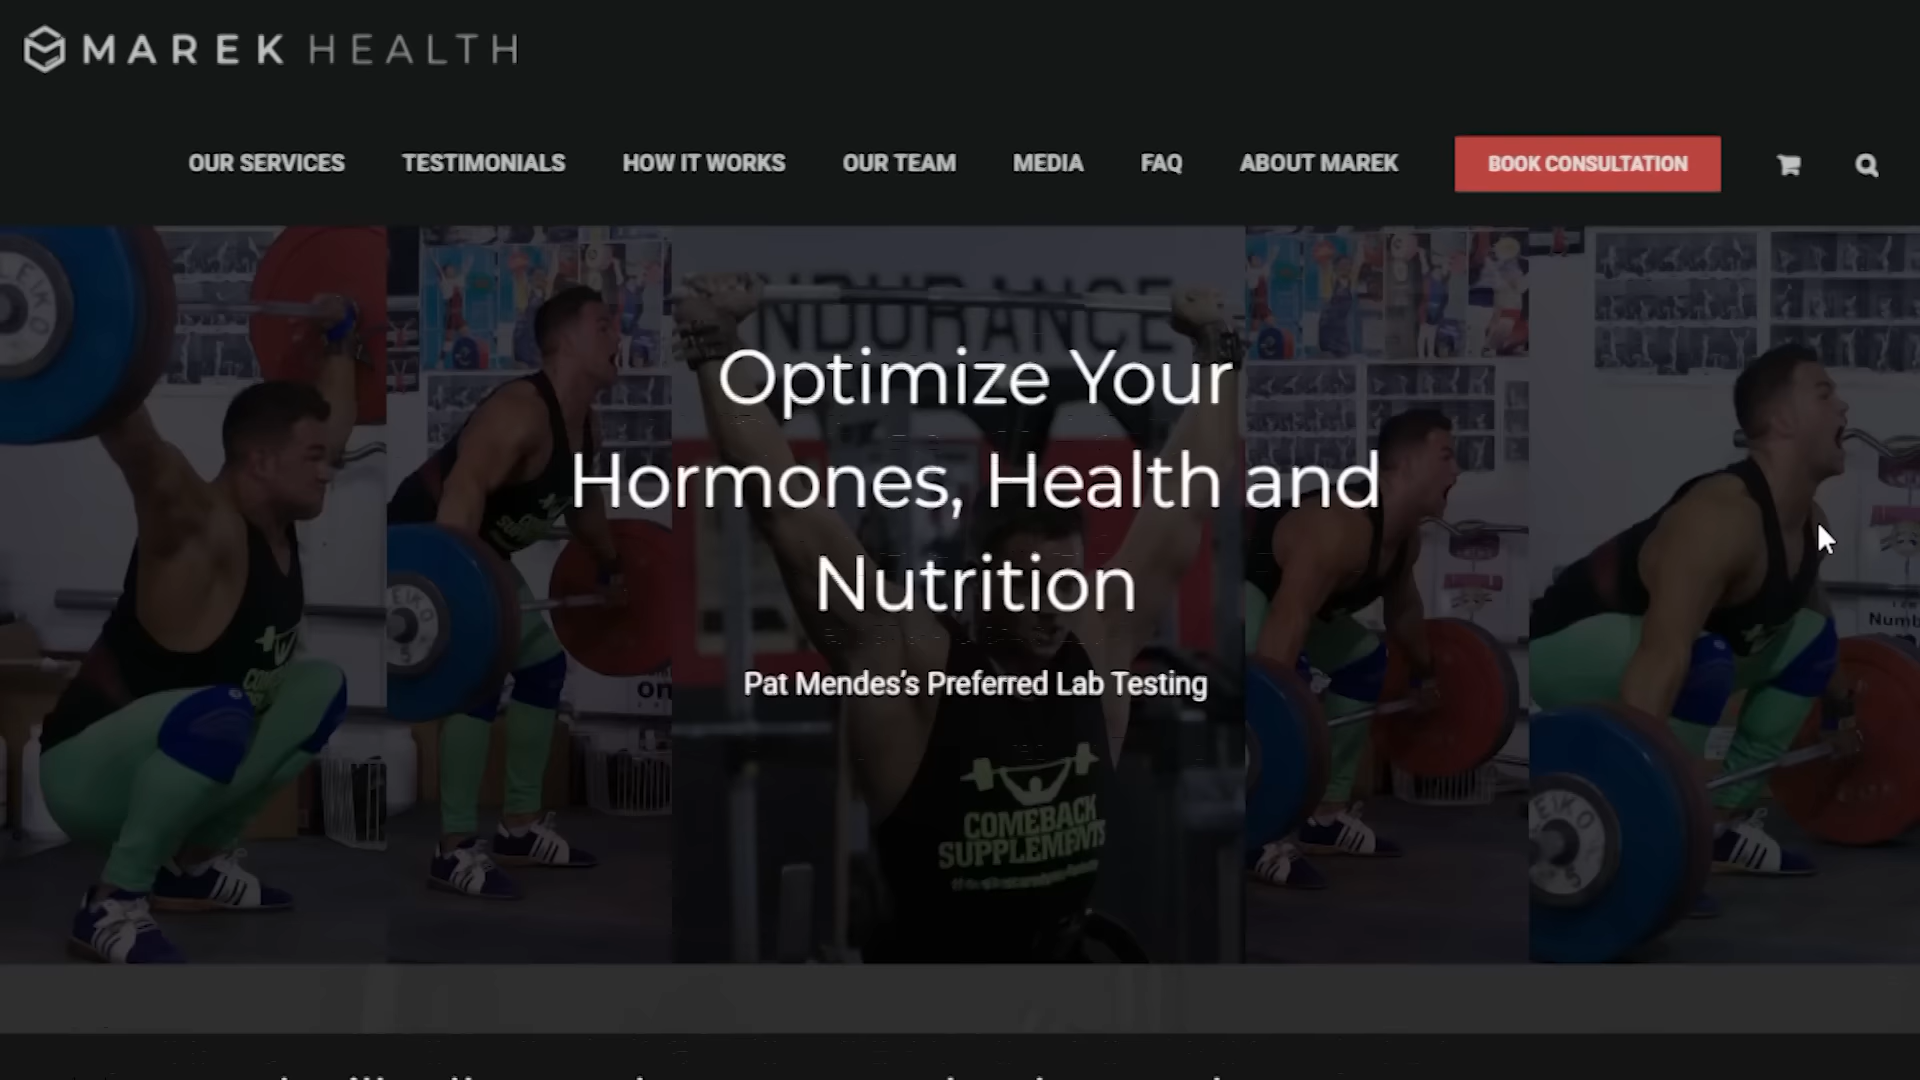 MAREK HEALTH
OUR SERVICES TESTIMONIALS HOW IT WORKS OUR TEAM MEDIA FAQ ABOUT MAREK BOOK CONSULTATION
ENDURANCE
Optimize Your
Hormones, Health and
Nutrition
Pat Mendes's Preferred Lab Testing
COMEBACK
SUPPLEMENTS